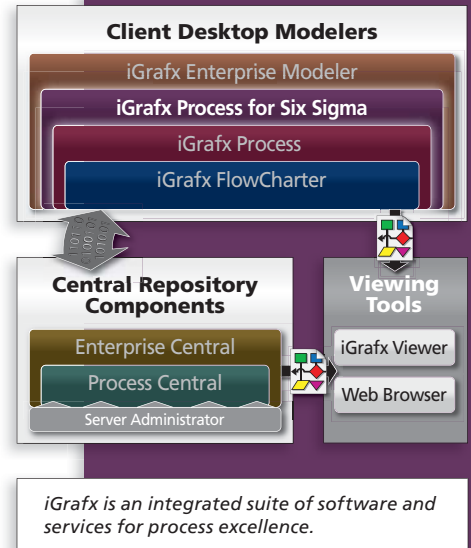 Client Desktop Modelers
iGrafx Enterprise Modeler
iGrafx Process for Six Sigma
iGrafx Process
iGrafx FlowCharter
Central Repository
Components
Enterprise Central
Process Central
Server Administrator
Viewing
Tools
iGrafx Viewer
Web Browser
iGrafx is an integrated suite of software and
services for process excellence.